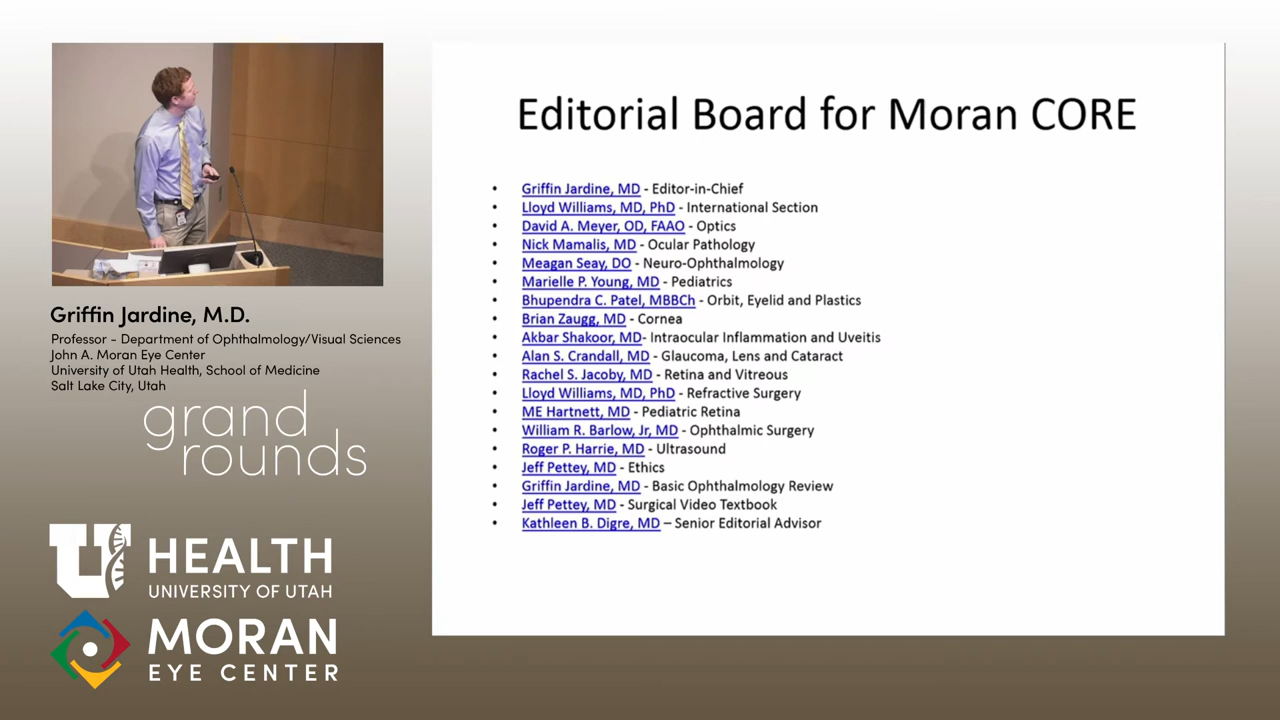 Editorial Board for Moran CORE
• Griffin Jardine, MD - Editor-in-Chief
• Lloyd Williams, MD, PhD - International Section
• David A. Meyer, OD, FAAO - Optics
• Nick Mamalis, MD - Ocular Pathology
• Meagan Seay, DO - Neuro-Ophthalmology
• Marielle P. Young, MD - Pediatrics
• Bhupendra C. Patel, MBBCh - Orbit, Eyelid and Plastics
• Brian Zaugg, MD - Cornea
• Akbar Shakoor, MD- Intraocular Inflammation and Uveitis
• Alan S. Crandall, MD - Glaucoma, Lens and Cataract
• Rachel S. Jacoby, MD - Retina and Vitreous
• Lloyd Williams, MD, PhD - Refractive Surgery
• ME Hartnett, MD - Pediatric Retina
• William R. Barlow, Jr, MD - Ophthalmic Surgery
• Roger P. Harrie, MD - Ultrasound
• Jeff Pettey, MD - Ethics
• Griffin Jardine, MD - Basic Ophthalmology Review
• Jeff Pettey, MD - Surgical Video Textbook
• Kathleen B. Digre, MD – Senior Editorial Advisor
Griffin Jardine, M.D.
Professor - Department of Ophthalmology/Visual Sciences
John A. Moran Eye Center
University of Utah Health, School of Medicine
Salt Lake City, Utah
grand
rounds
U HEALTH
UNIVERSITY OF UTAH
MORAN
EYE CENTER